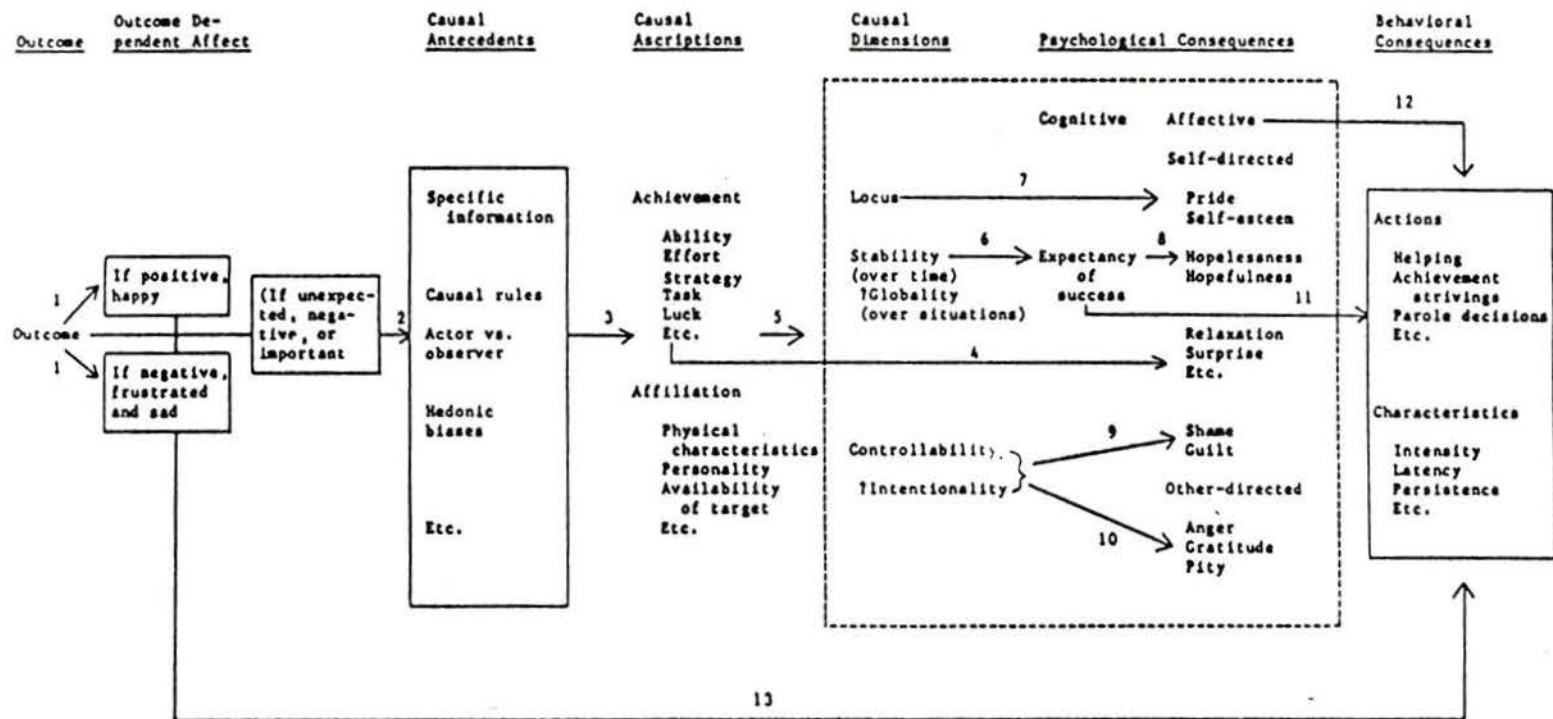 Outcome
Outcome De-
pendent Affect
Causal
Antecedents
Causal
Ascriptions
Causal
Dimensions
Psychological Consequences
Behavioral
Consequences
1
Outcome
1
If positive,
happy
If negative,
frustrated
and sad
(If unexpec-
ted, nega-
tive, or
important
2
Specific
information
Causal rules
Actor vs.
observer
Hedonic
biases
Etc.
3
Achievement
Ability
Effort
Strategy
Task
Luck
Etc.
Affiliation
Physical
characteristics
Personality
Availability
of target
Etc.
5
4
Locus
7
Stability
(over time)
?Globality
(over situations)
6
Controllability
?Intentionality
9
10
Cognitive
Expectancy
of
success
8
Affective
Self-directed
Pride
Self-esteem
Hopelessness
Hopefulness
Relaxation
Surprise
Etc.
Shame
Guilt
Other-directed
Anger
Gratitude
Pity
11
12
Actions
Helping
Achievement
strivings
Parole decisions
Etc.
Characteristics
Intensity
Latency
Persistence
Etc.
13